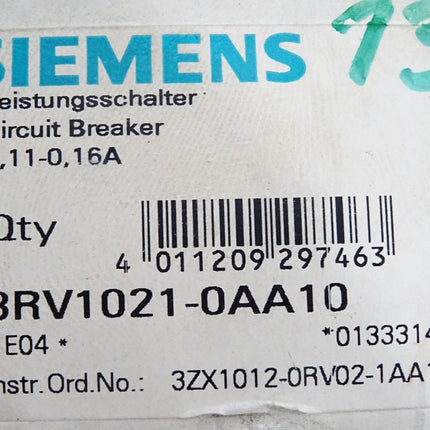 SIEMENS 13
eistungsschalter
ircuit Breaker
,11-0,16A
Qty
4 011209 297463
3RV1021-0AA10
E04 *
*0133314
nstr.Ord.No.: 3ZX1012-0RV02-1AA1